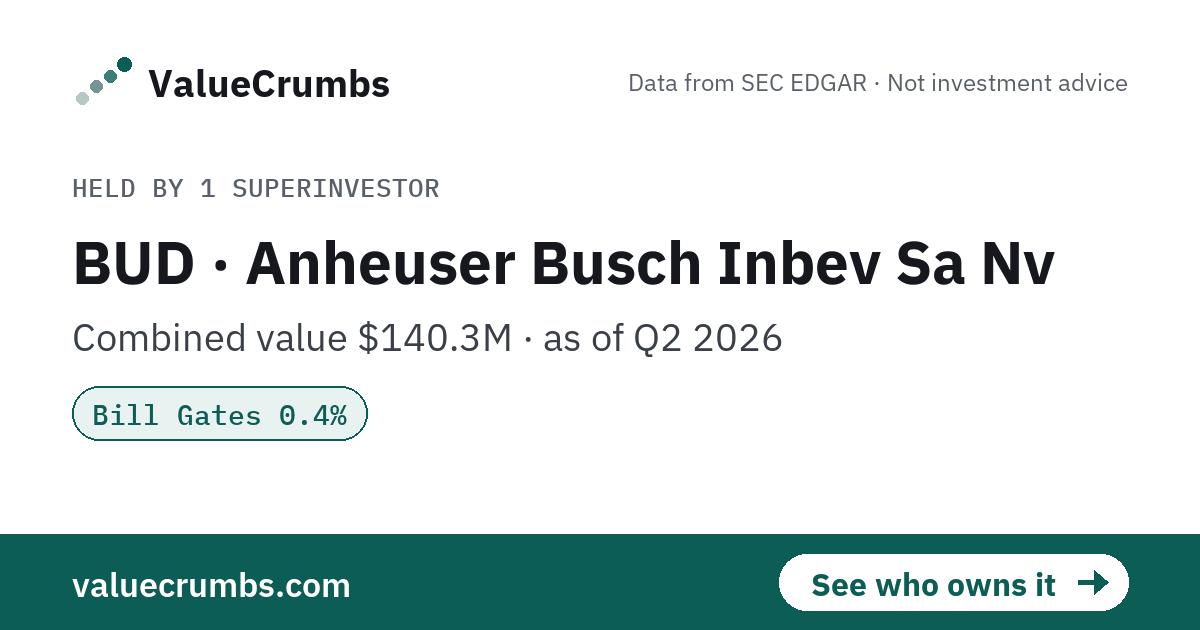 ValueCrumbs
Data from SEC EDGAR · Not investment advice
HELD BY 1 SUPERINVESTOR
BUD · Anheuser Busch Inbev Sa Nv
Combined value $140.3M · as of Q2 2026
Bill Gates 0.4%
valuecrumbs.com
See who owns it